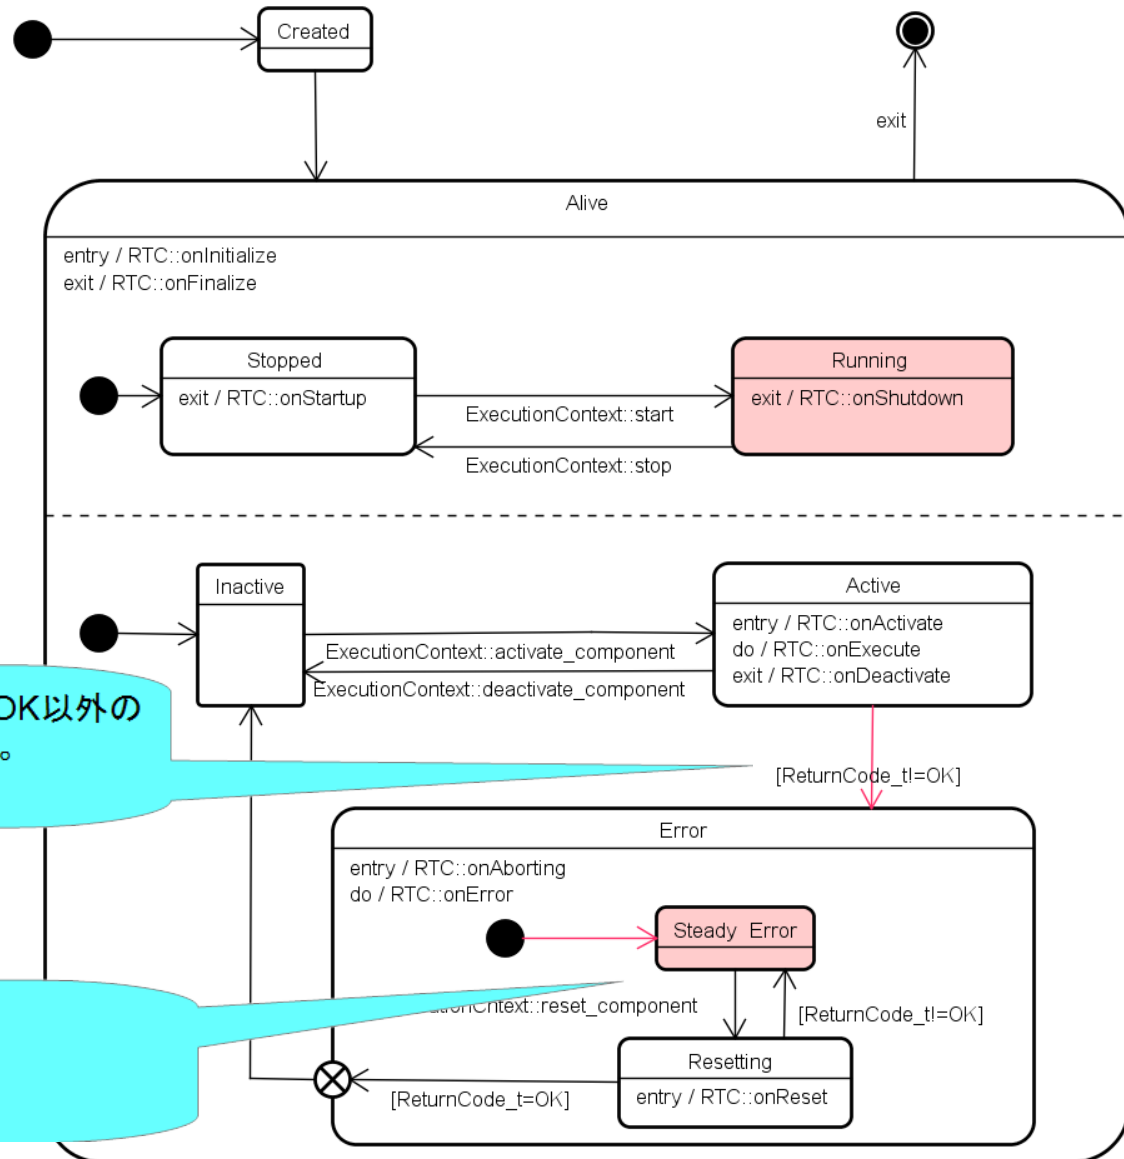 Created
exit
Alive
entry / RTC::onInitialize
exit / RTC::onFinalize
Stopped
exit / RTC::onStartup
Running
exit / RTC::onShutdown
ExecutionContext::start
ExecutionContext::stop
Inactive
Active
entry / RTC::onActivate
do / RTC::onExecute
exit / RTC::onDeactivate
ExecutionContext::activate_component
ExecutionContext::deactivate_component
OK以外の
。
[ReturnCode_t!=OK]
Error
entry / RTC::onAborting
do / RTC::onError
Steady Error
::reset_component
[ReturnCode_t!=OK]
Resetting
entry / RTC::onReset
[ReturnCode_t=OK]